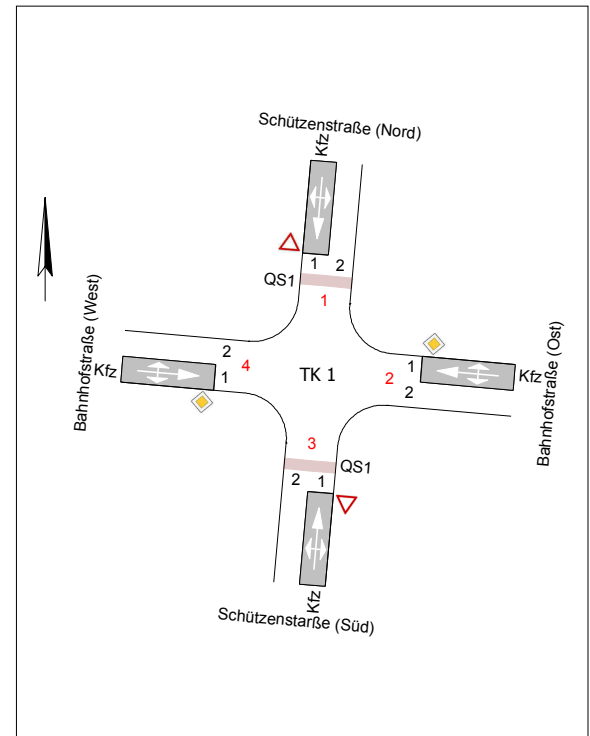 Schützenstraße (Nord)
Kfz
1 2
QS1
1
Bahnhofstraße (West)
Kfz
2
1
4
TK 1
2
1
2
Kfz
Bahnhofstraße (Ost)
3
QS1
2 1
Kfz
Schützenstarße (Süd)